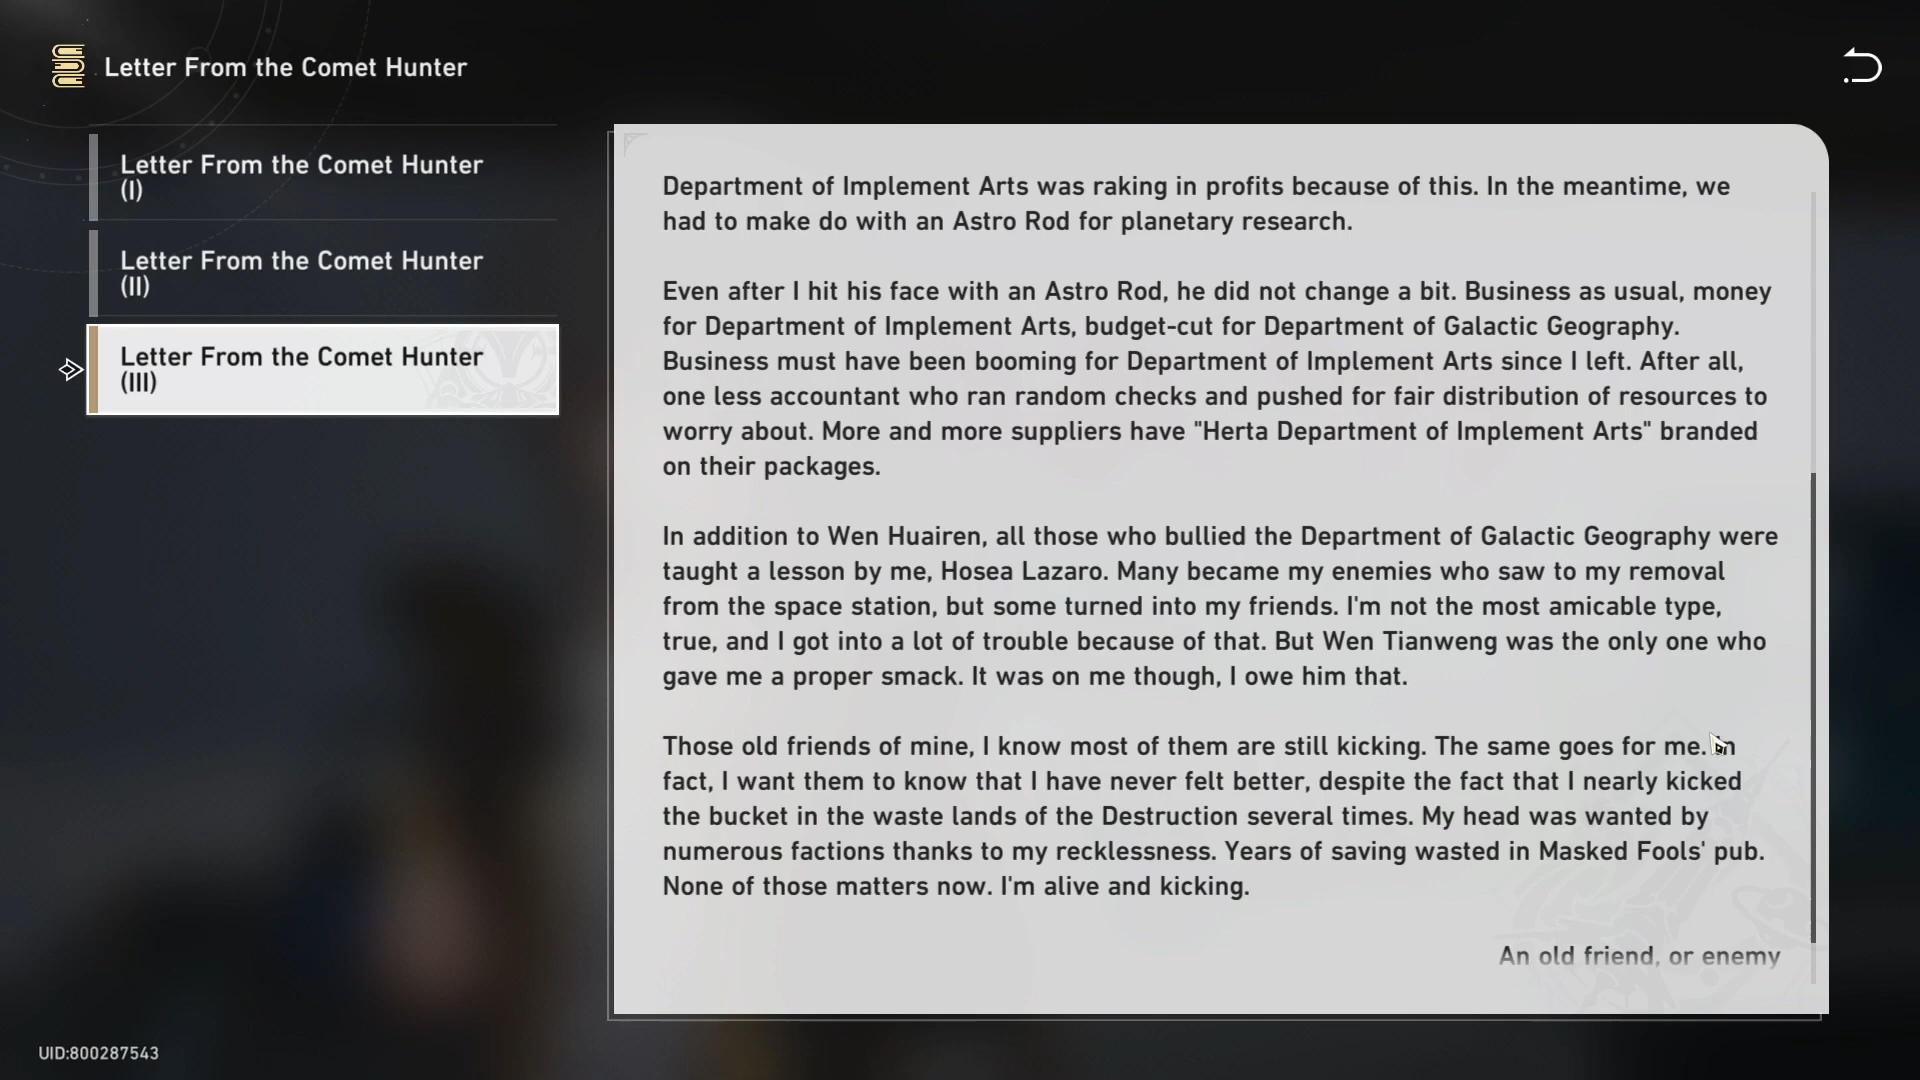 Letter From the Comet Hunter
Letter From the Comet Hunter
(I)
Letter From the Comet Hunter
(II)
Letter From the Comet Hunter
(III)
Department of Implement Arts was raking in profits because of this. In the meantime, we
had to make do with an Astro Rod for planetary research.
Even after I hit his face with an Astro Rod, he did not change a bit. Business as usual, money
for Department of Implement Arts, budget-cut for Department of Galactic Geography.
Business must have been booming for Department of Implement Arts since I left. After all,
one less accountant who ran random checks and pushed for fair distribution of resources to
worry about. More and more suppliers have "Herta Department of Implement Arts" branded
on their packages.
In addition to Wen Huairen, all those who bullied the Department of Galactic Geography were
taught a lesson by me, Hosea Lazaro. Many became my enemies who saw to my removal
from the space station, but some turned into my friends. I'm not the most amicable type,
true, and I got into a lot of trouble because of that. But Wen Tianweng was the only one who
gave me a proper smack. It was on me though, I owe him that.
Those old friends of mine, I know most of them are still kicking. The same goes for me. In
fact, I want them to know that I have never felt better, despite the fact that I nearly kicked
the bucket in the waste lands of the Destruction several times. My head was wanted by
numerous factions thanks to my recklessness. Years of saving wasted in Masked Fools' pub.
None of those matters now. I'm alive and kicking.
An old friend, or enemy
UID:800287543